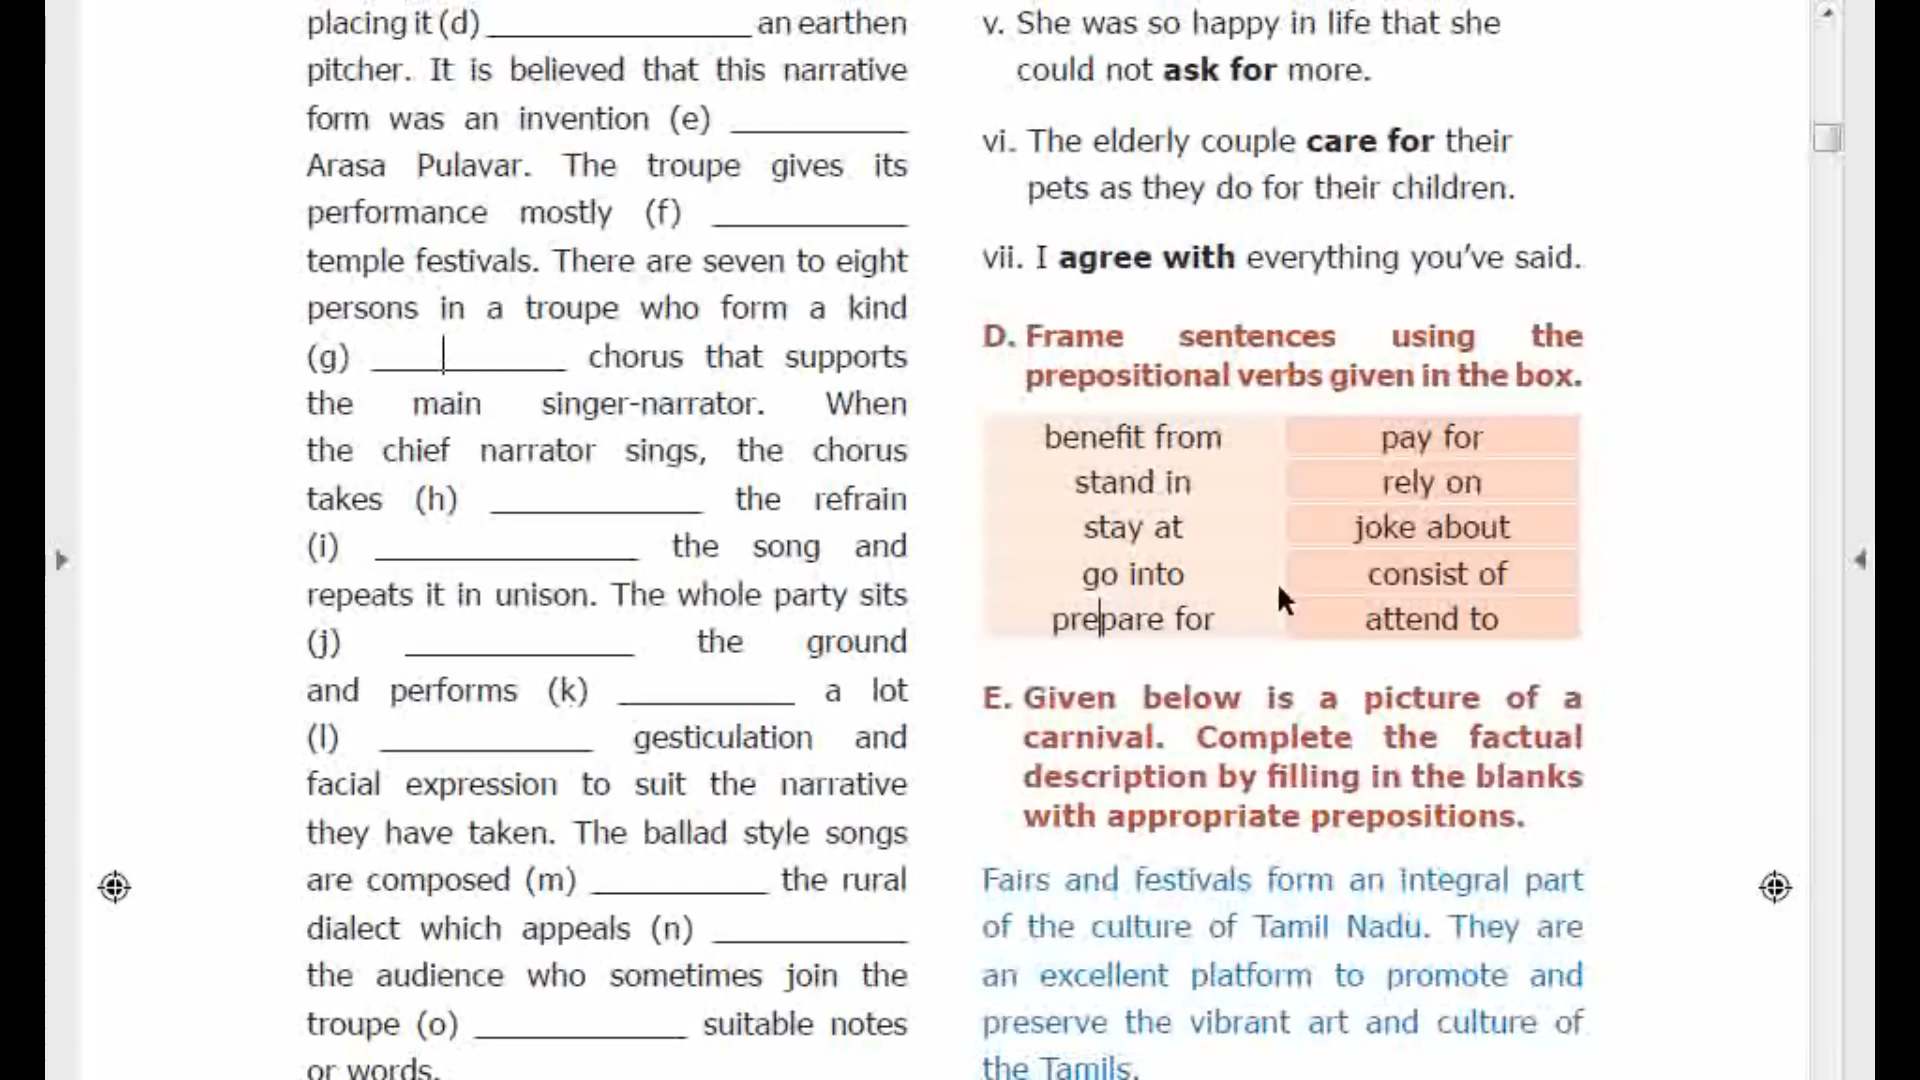 placing it (d) ________________ an earthen
pitcher. It is believed that this narrative
form was an invention (e) ___________
Arasa Pulavar. The troupe gives its
performance mostly (f) ____________
temple festivals. There are seven to eight
persons in a troupe who form a kind
(g) ____________ chorus that supports
the main singer-narrator. When
the chief narrator sings, the chorus
takes (h) _____________ the refrain
(i) ________________ the song and
repeats it in unison. The whole party sits
(j) ______________ the ground
and performs (k) ___________ a lot
(l) _____________ gesticulation and
facial expression to suit the narrative
they have taken. The ballad style songs
are composed (m) ___________ the rural
dialect which appeals (n) ____________
the audience who sometimes join the
troupe (o) _____________ suitable notes
or words.
v. She was so happy in life that she
could not ask for more.
vi. The elderly couple care for their
pets as they do for their children.
vii. I agree with everything you've said.
D. Frame sentences using the
prepositional verbs given in the box.
benefit from pay for
stand in rely on
stay at joke about
go into consist of
prepare for attend to
E. Given below is a picture of a
carnival. Complete the factual
description by filling in the blanks
with appropriate prepositions.
Fairs and festivals form an integral part
of the culture of Tamil Nadu. They are
an excellent platform to promote and
preserve the vibrant art and culture of
the Tamils.